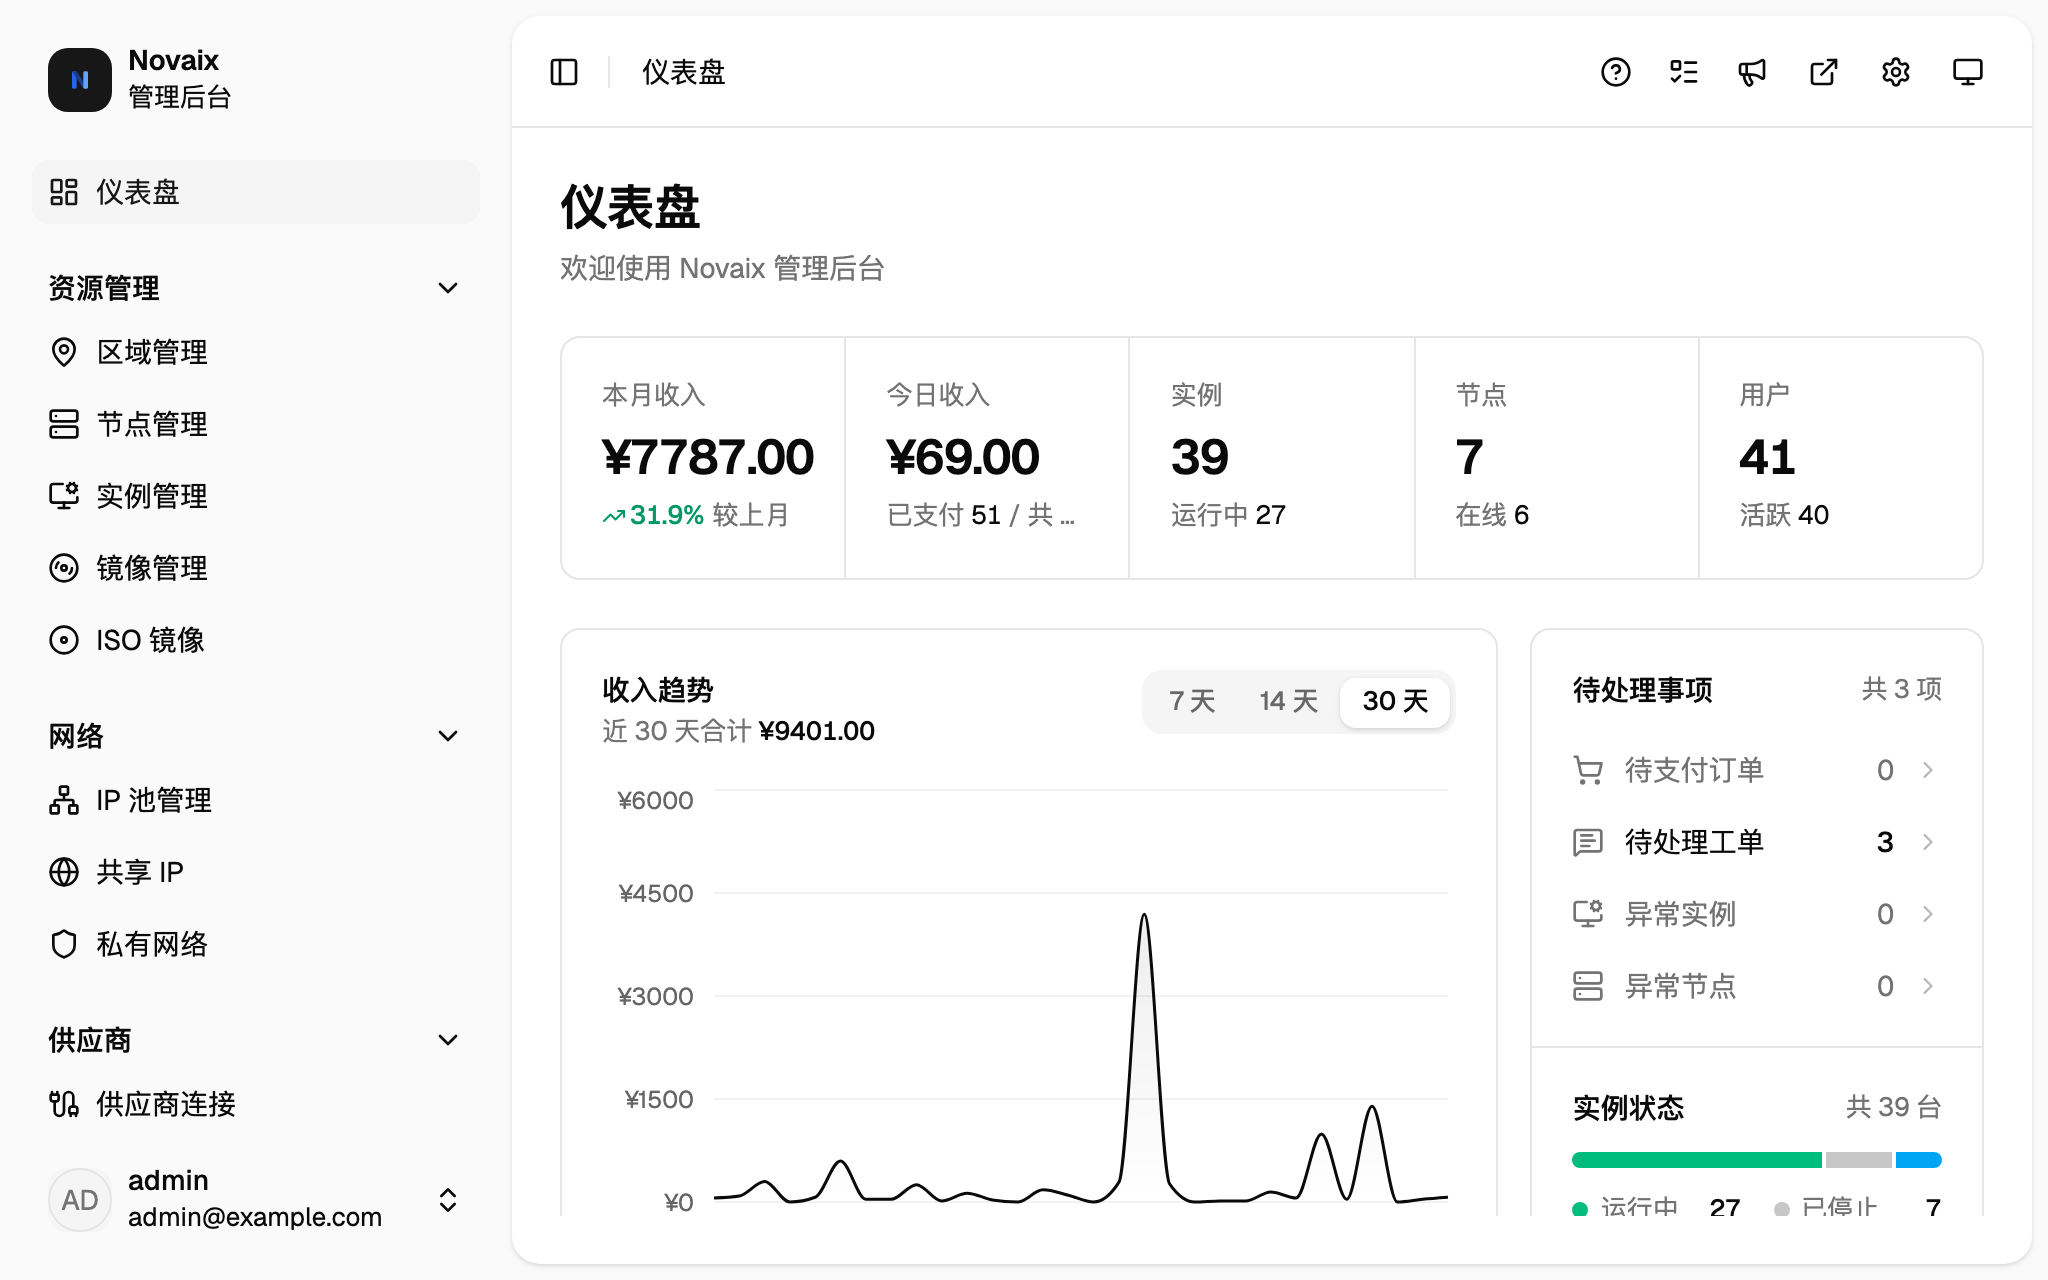 Novaix
管理后台
仪表盘
资源管理
区域管理
节点管理
实例管理
镜像管理
ISO 镜像
网络
IP 池管理
共享 IP
私有网络
供应商
供应商连接
AD
admin
admin@example.com
仪表盘
仪表盘
欢迎使用 Novaix 管理后台
本月收入
¥7787.00
31.9% 较上月
今日收入
¥69.00
已支付 51 / 共 ...
实例
39
运行中 27
节点
7
在线 6
用户
41
活跃 40
收入趋势
近 30 天合计 ¥9401.00
7 天 14 天 30 天
¥6000
¥4500
¥3000
¥1500
¥0
待处理事项 共 3 项
待支付订单 0
待处理工单 3
异常实例 0
异常节点 0
实例状态 共 39 台
运行中 27 已停止 7